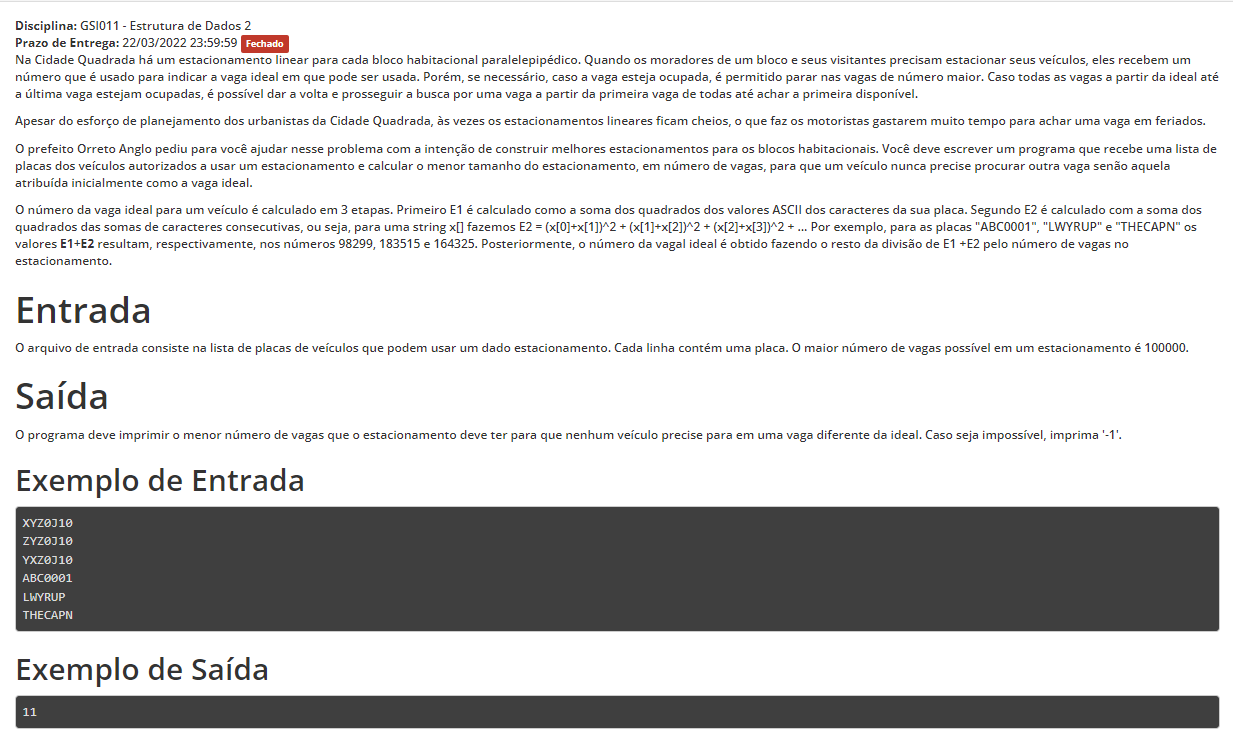 Disciplina: GSI011 - Estrutura de Dados 2
Prazo de Entrega: 22/03/2022 23:59:59 Fechado
Na Cidade Quadrada há um estacionamento linear para cada bloco habitacional paralelepipédico. Quando os moradores de um bloco e seus visitantes precisam estacionar seus veículos, eles recebem um
número que é usado para indicar a vaga ideal em que pode ser usada. Porém, se necessário, caso a vaga esteja ocupada, é permitido parar nas vagas de número maior. Caso todas as vagas a partir da ideal até
a última vaga estejam ocupadas, é possível dar a volta e prosseguir a busca por uma vaga a partir da primeira vaga de todas até achar a primeira disponível.
Apesar do esforço de planejamento dos urbanistas da Cidade Quadrada, às vezes os estacionamentos lineares ficam cheios, o que faz os motoristas gastarem muito tempo para achar uma vaga em feriados.
O prefeito Orreto Anglo pediu para você ajudar nesse problema com a intenção de construir melhores estacionamentos para os blocos habitacionais. Você deve escrever um programa que recebe uma lista de
placas dos veículos autorizados a usar um estacionamento e calcular o menor tamanho do estacionamento, em número de vagas, para que um veículo nunca precise procurar outra vaga senão aquela
atribuída inicialmente como a vaga ideal.
O número da vaga ideal para um veículo é calculado em 3 etapas. Primeiro E1 é calculado como a soma dos quadrados dos valores ASCII dos caracteres da sua placa. Segundo E2 é calculado com a soma dos
quadrados das somas de caracteres consecutivas, ou seja, para uma string x[] fazemos E2 = (x[0]+x[1])^2 + (x[1]+x[2])^2 + (x[2]+x[3])^2 + ... Por exemplo, para as placas "ABC0001", "LWYRUP" e "THECAPN" os
valores E1+E2 resultam, respectivamente, nos números 98299, 183515 e 164325. Posteriormente, o número da vagal ideal é obtido fazendo o resto da divisão de E1 +E2 pelo número de vagas no
estacionamento.
Entrada
O arquivo de entrada consiste na lista de placas de veículos que podem usar um dado estacionamento. Cada linha contém uma placa. O maior número de vagas possível em um estacionamento é 100000.
Saída
O programa deve imprimir o menor número de vagas que o estacionamento deve ter para que nenhum veículo precise para em uma vaga diferente da ideal. Caso seja impossível, imprima '-1'.
Exemplo de Entrada
XYZ0J10
ZYZ0J10
YXZ0J10
ABC0001
LWYRUP
THECAPN
Exemplo de Saída
11